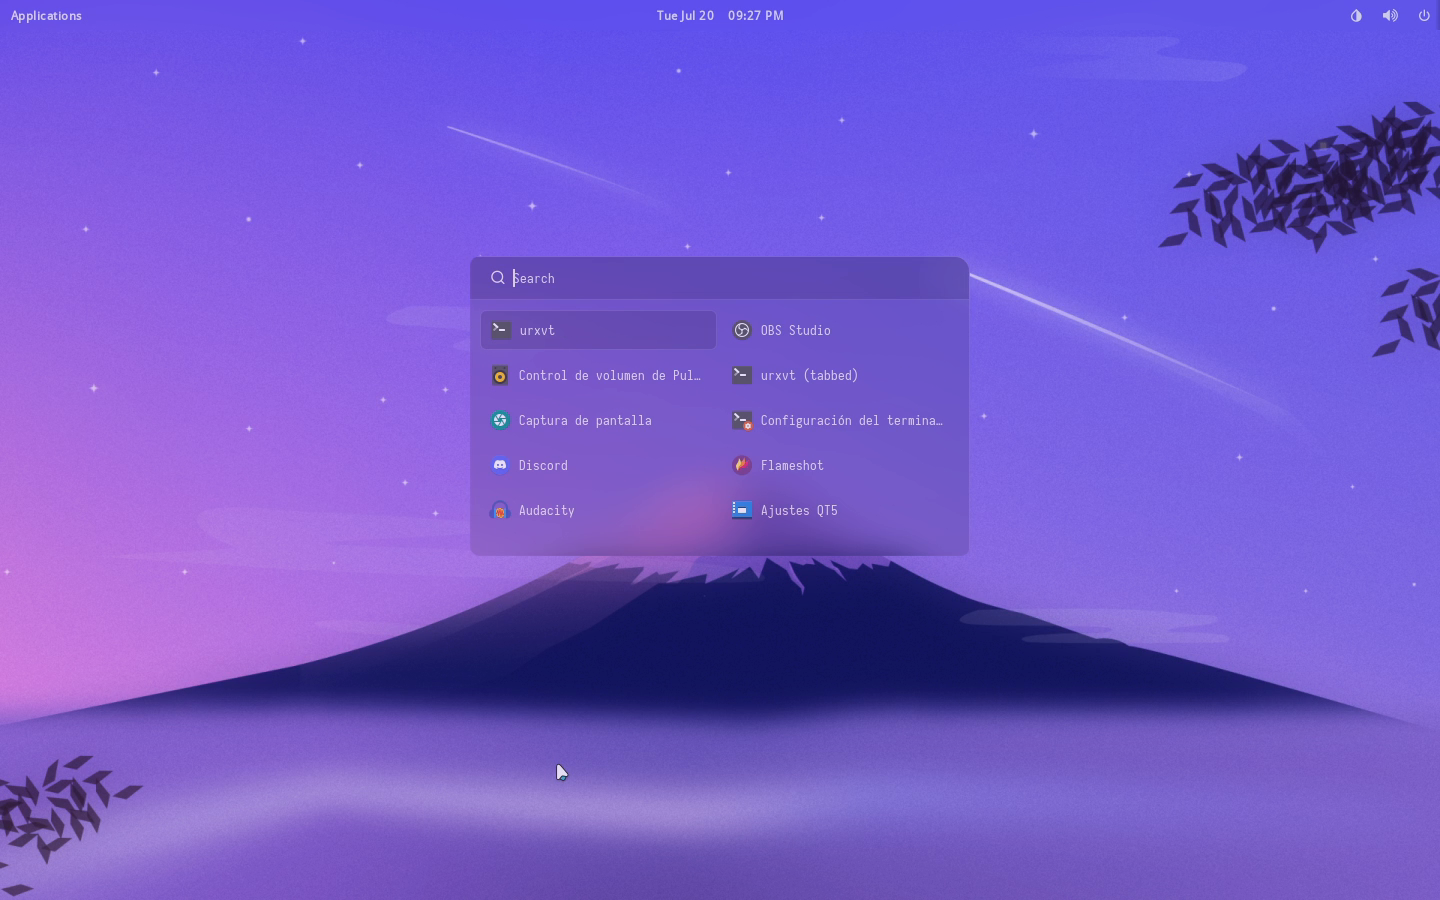 Applications
Tue Jul 20 09:27 PM
Search
urxvt
OBS Studio
Control de volumen de Pul…
urxvt (tabbed)
Captura de pantalla
Configuración del termina…
Discord
Flameshot
Audacity
Ajustes QT5